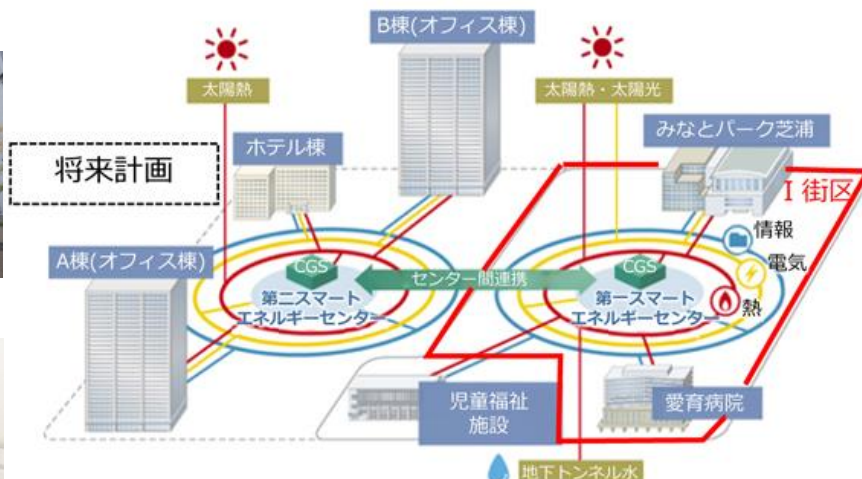 B棟(オフィス棟)
太陽熱
太陽熱・太陽光
みなとパーク芝浦
将来計画
ホテル棟
Ⅰ街区
情報
A棟(オフィス棟)
CGS
センター間連携
CGS
電気
第二スマート
エネルギーセンター
第一スマート
エネルギーセンター
熱
児童福祉
施設
愛育病院
地下トンネル水